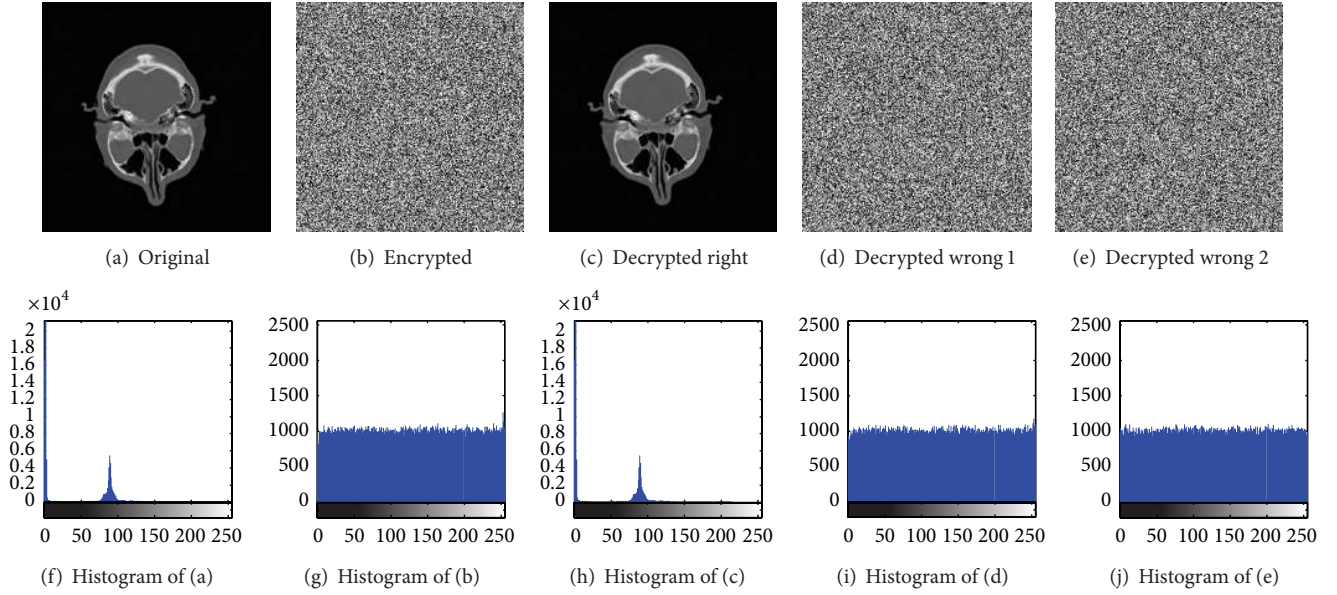 (a) Original
(b) Encrypted
(c) Decrypted right
(d) Decrypted wrong 1
(e) Decrypted wrong 2
×10⁴
2
1.8
1.6
1.4
1.2
1
0.8
0.6
0.4
0.2
0
0 50 100 150 200 250
(f) Histogram of (a)
2500
2000
1500
1000
500
0
0 50 100 150 200 250
(g) Histogram of (b)
×10⁴
2
1.8
1.6
1.4
1.2
1
0.8
0.6
0.4
0.2
0
0 50 100 150 200 250
(h) Histogram of (c)
2500
2000
1500
1000
500
0
0 50 100 150 200 250
(i) Histogram of (d)
2500
2000
1500
1000
500
0
0 50 100 150 200 250
(j) Histogram of (e)